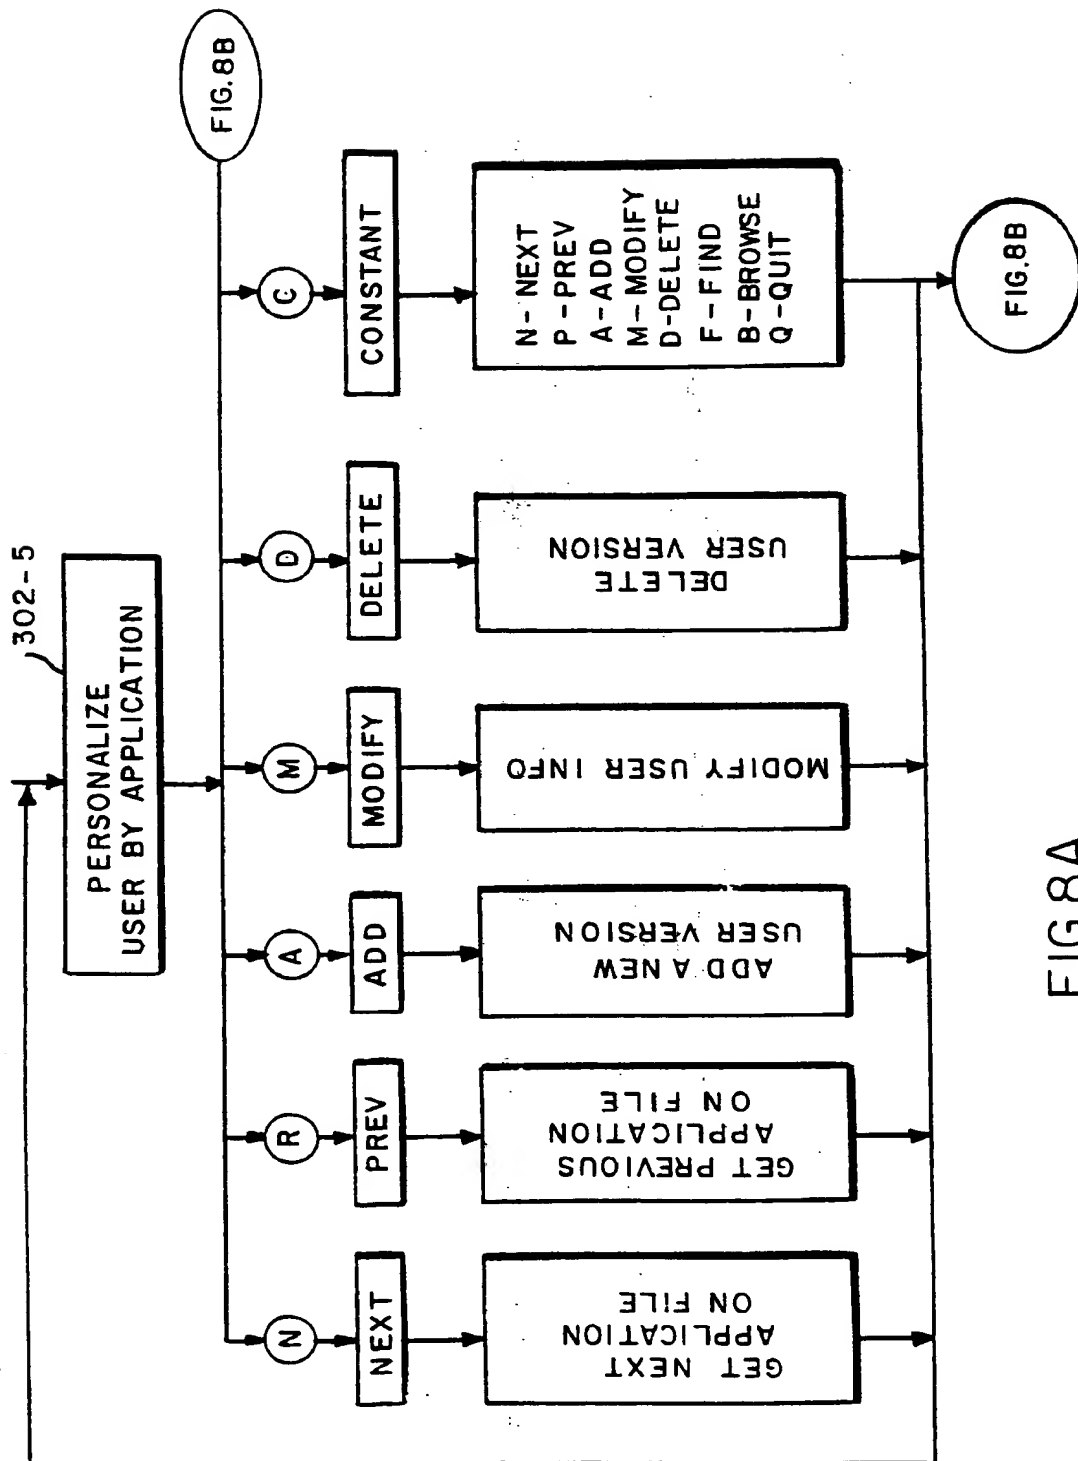 302-5
PERSONALIZE
USER BY APPLICATION
FIG. 8B
N
R
A
M
D
C
NEXT
PREV
ADD
MODIFY
DELETE
CONSTANT
GET NEXT
APPLICATION
ON FILE
GET PREVIOUS
APPLICATION
ON FILE
ADD A NEW
USER VERSION
MODIFY USER INFO
DELETE
USER VERSION
N-NEXT
P-PREV
A-ADD
M-MODIFY
D-DELETE
F-FIND
B-BROWSE
Q-QUIT
FIG. 8B
FIG. 8A